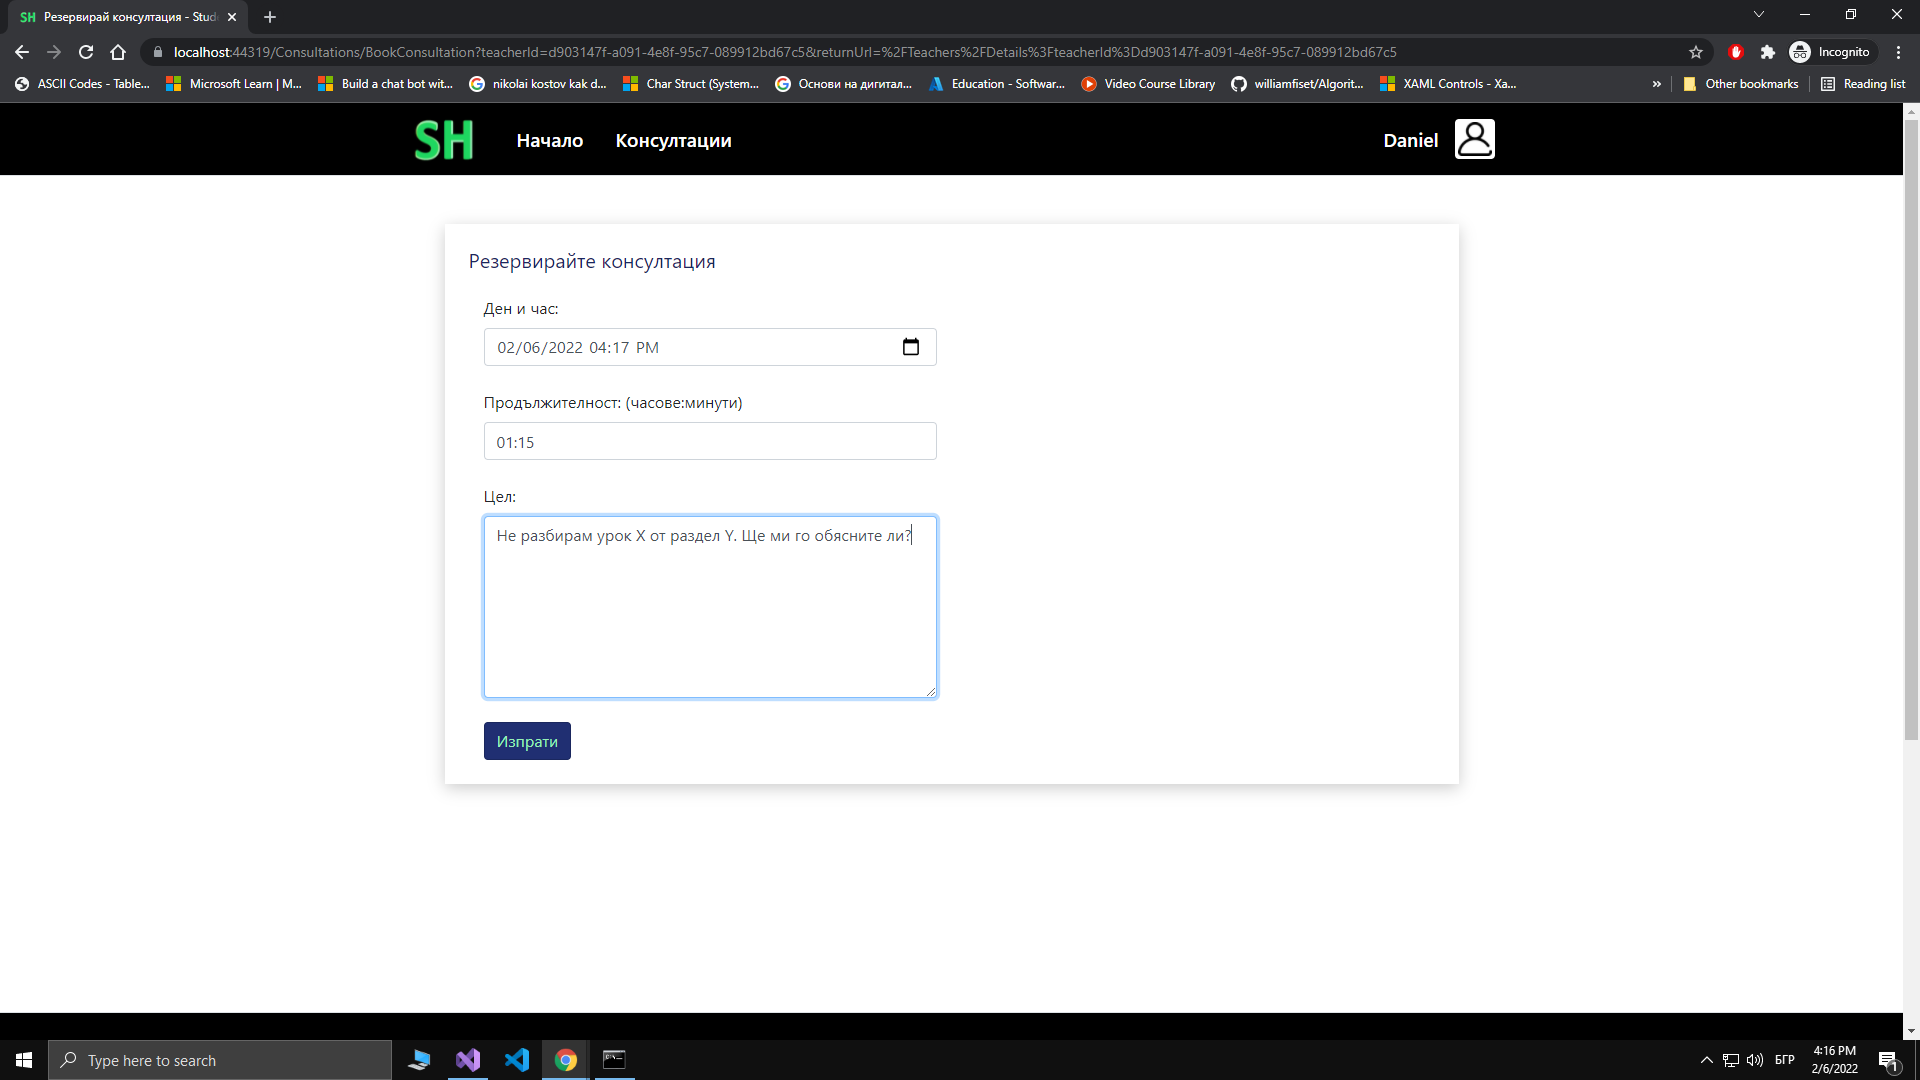 SH Резервирай консултация - Stud
localhost:44319/Consultations/BookConsultation?teacherId=d903147f-a091-4e8f-95c7-089912bd67c5&returnUrl=%2FTeachers%2FDetails%3FteacherId%3Dd903147f-a091-4e8f-95c7-089912bd67c5
Incognito
ASCII Codes - Table... Microsoft Learn | M... Build a chat bot wit... nikolai kostov kak d... Char Struct (System... Основи на дигитал... Education - Softwar... Video Course Library williamfiset/Algorit... XAML Controls - Xa... » Other bookmarks Reading list
SH Начало Консултации Daniel
Резервирайте консултация
Ден и час:
02/06/2022 04:17 PM
Продължителност: (часове:минути)
01:15
Цел:
Не разбирам урок X от раздел Y. Ще ми го обясните ли?
Изпрати
Type here to search
БГР
4:16 PM
2/6/2022
1